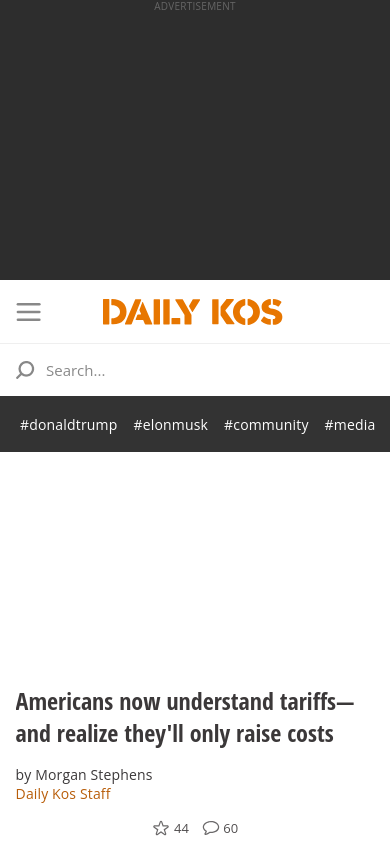 ADVERTISEMENT
DAILY KOS
Search...
#donaldtrump #elonmusk #community #media
Americans now understand tariffs—
and realize they'll only raise costs
by Morgan Stephens
Daily Kos Staff
44 60